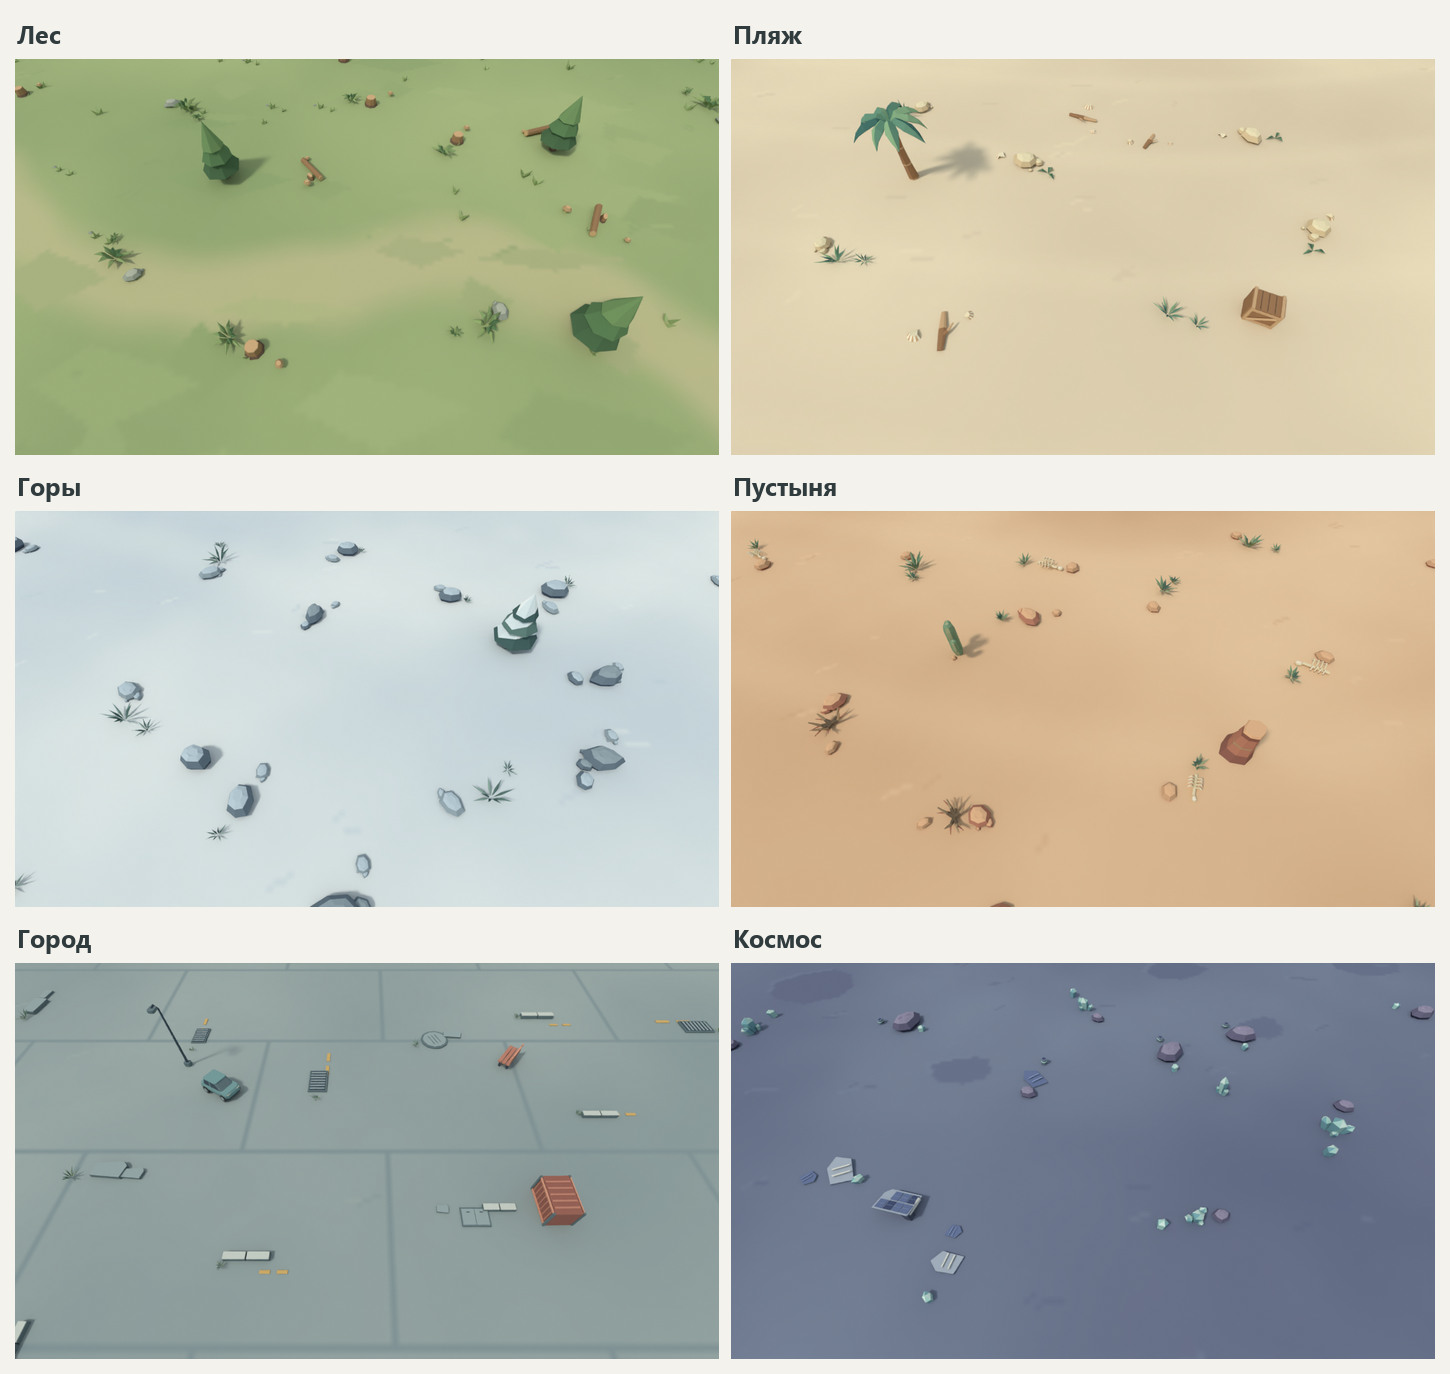 Лес
Пляж
Горы
Пустыня
Город
Космос